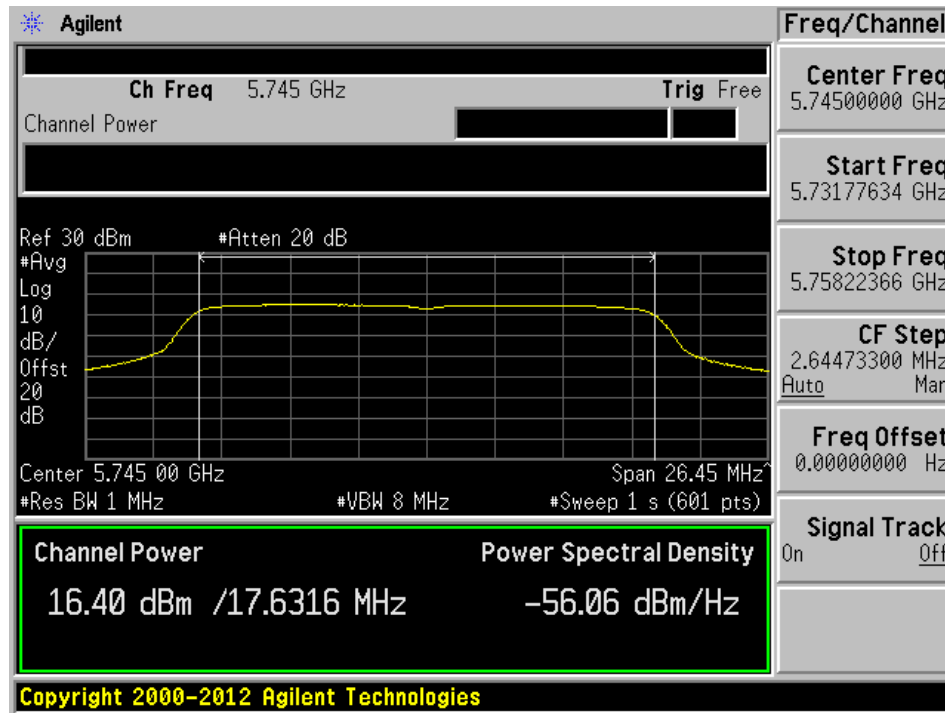 Agilent
Freq/Channel
Ch Freq 5.745 GHz Trig Free
Channel Power
Center Freq
5.74500000 GHz
Start Freq
5.73177634 GHz
Stop Freq
5.75822366 GHz
CF Step
2.64473300 MHz
Auto Man
Freq Offset
0.00000000 Hz
Signal Track
On Off
Ref 30 dBm #Atten 20 dB
#Avg
Log
10
dB/
Offst
20
dB
Center 5.745 00 GHz Span 26.45 MHz^
#Res BW 1 MHz #VBW 8 MHz #Sweep 1 s (601 pts)
Channel Power Power Spectral Density
16.40 dBm /17.6316 MHz -56.06 dBm/Hz
Copyright 2000-2012 Agilent Technologies